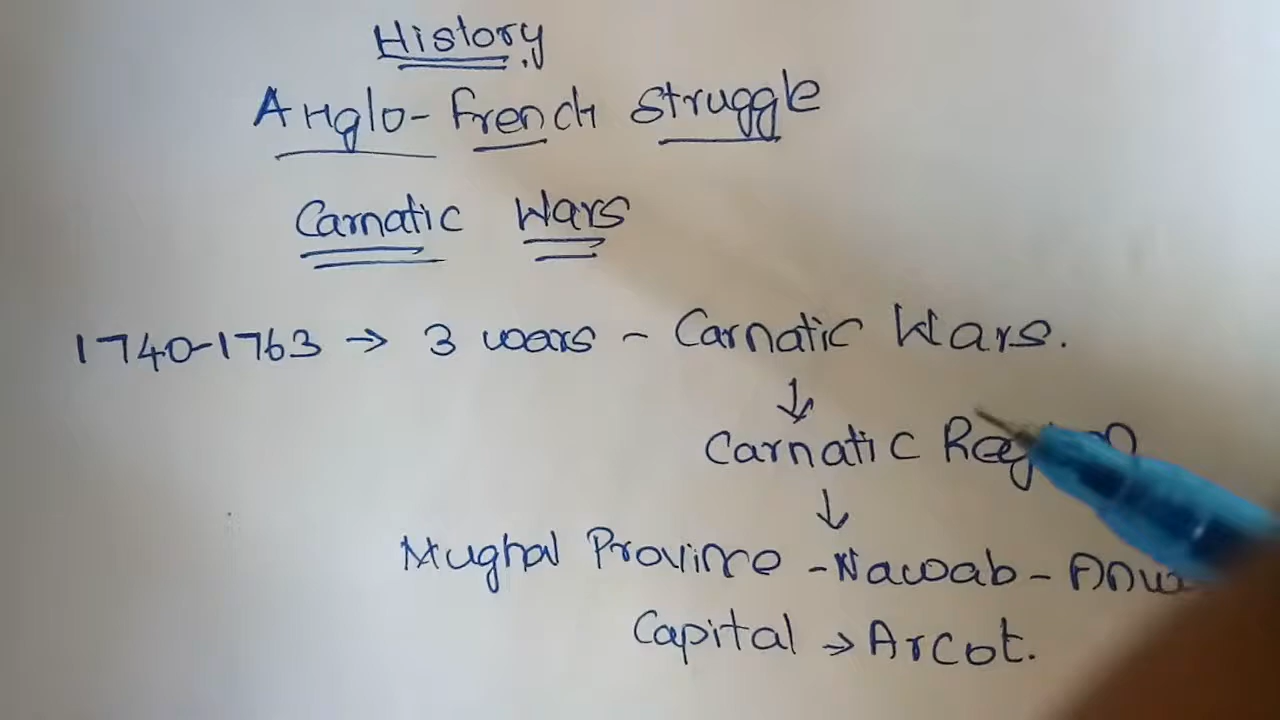 History
Anglo-French struggle
Carnatic Wars
1740-1763 → 3 wars - Carnatic Wars.
↓
Carnatic
↓
Mughal Province - Nawab -
Capital → Arcot.